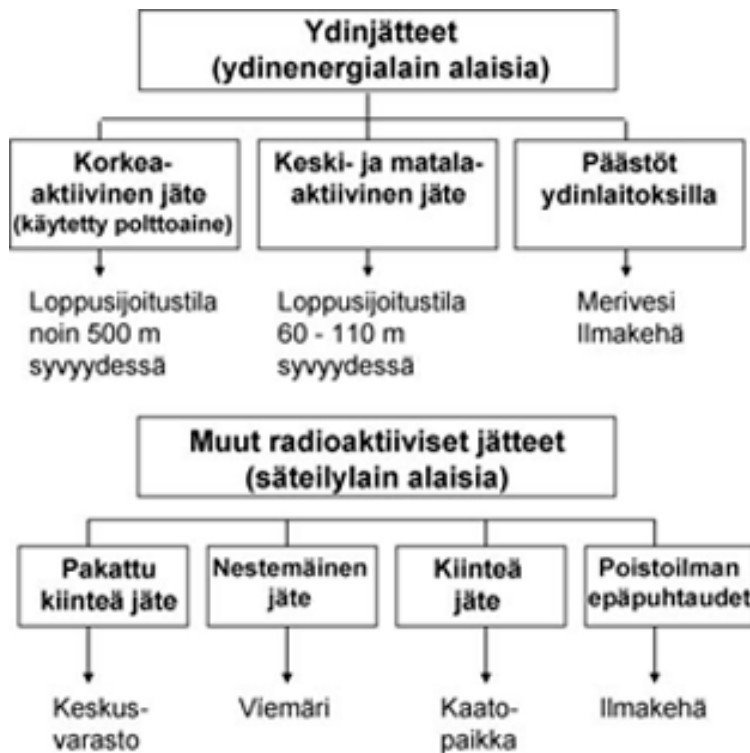 Ydinjätteet
(ydinenergialain alaisia)
Korkea-
aktiivinen jäte
(käytetty polttoaine)
Keski- ja matala-
aktiivinen jäte
Päästöt
ydinlaitoksilla
Loppusijoitustila
noin 500 m
syvyydessä
Loppusijoitustila
60 - 110 m
syvyydessä
Merivesi
Ilmakehä
Muut radioaktiiviset jätteet
(säteilylain alaisia)
Pakattu
kiinteä jäte
Nestemäinen
jäte
Kiinteä
jäte
Poistoilman
epäpuhtaudet
Keskus-
varasto
Viemäri
Kaato-
paikka
Ilmakehä